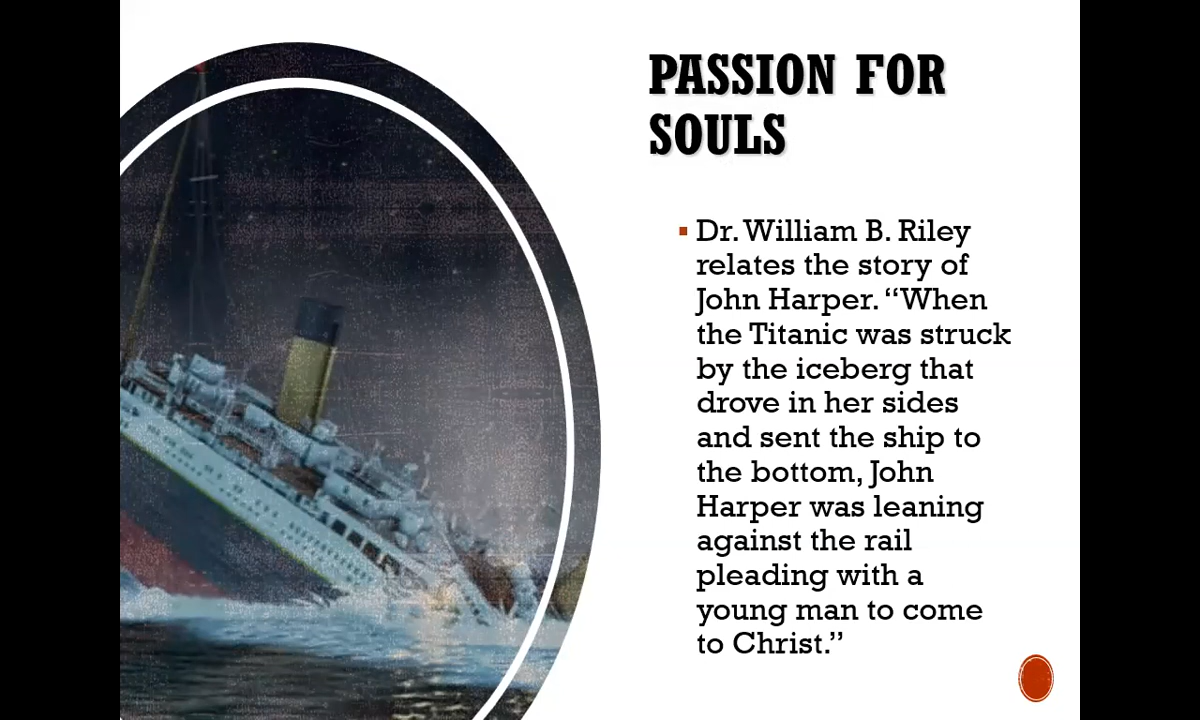 PASSION FOR
SOULS
▪ Dr. William B. Riley
relates the story of
John Harper. “When
the Titanic was struck
by the iceberg that
drove in her sides
and sent the ship to
the bottom, John
Harper was leaning
against the rail
pleading with a
young man to come
to Christ.”